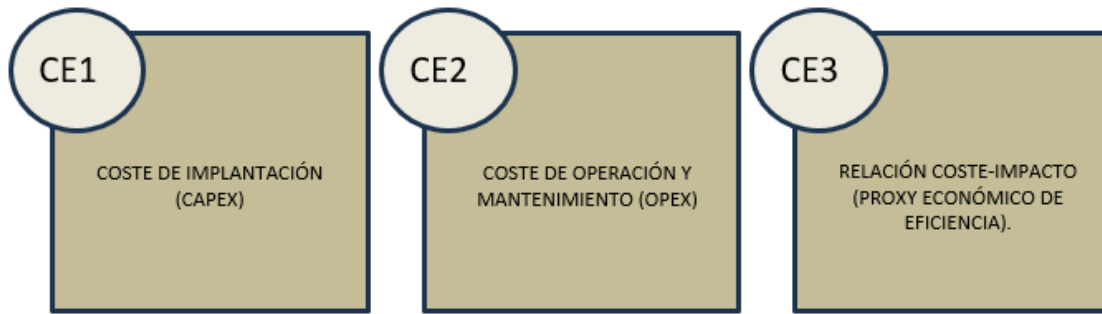 CE1
COSTE DE IMPLANTACIÓN
(CAPEX)
CE2
COSTE DE OPERACIÓN Y
MANTENIMIENTO (OPEX)
CE3
RELACIÓN COSTE-IMPACTO
(PROXY ECONÓMICO DE
EFICIENCIA).